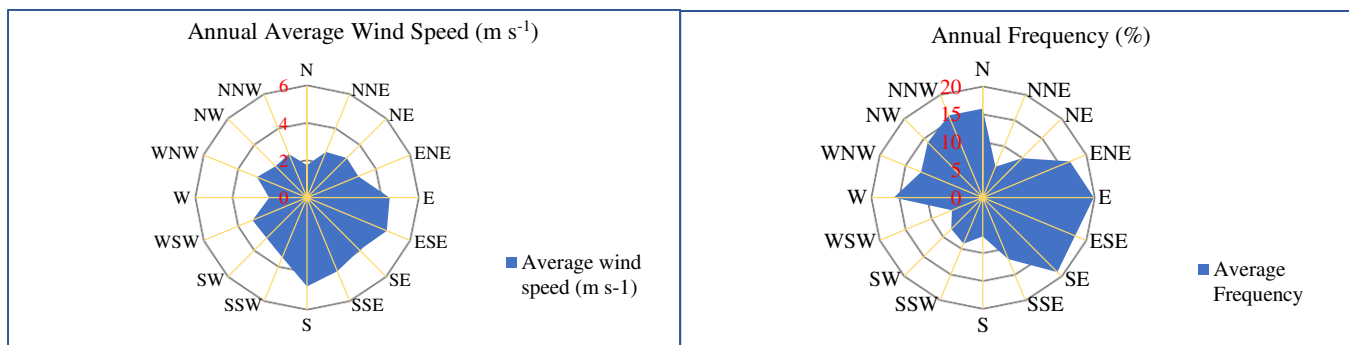 Annual Average Wind Speed (m s-1)
N
NNE
NE
ENE
E
ESE
SE
SSE
S
SSW
SW
WSW
W
WNW
NW
NNW
6
4
2
0
Average wind
speed (m s-1)
Annual Frequency (%)
N
NNE
NE
ENE
E
ESE
SE
SSE
S
SSW
SW
WSW
W
WNW
NW
NNW
20
15
10
5
0
Average
Frequency